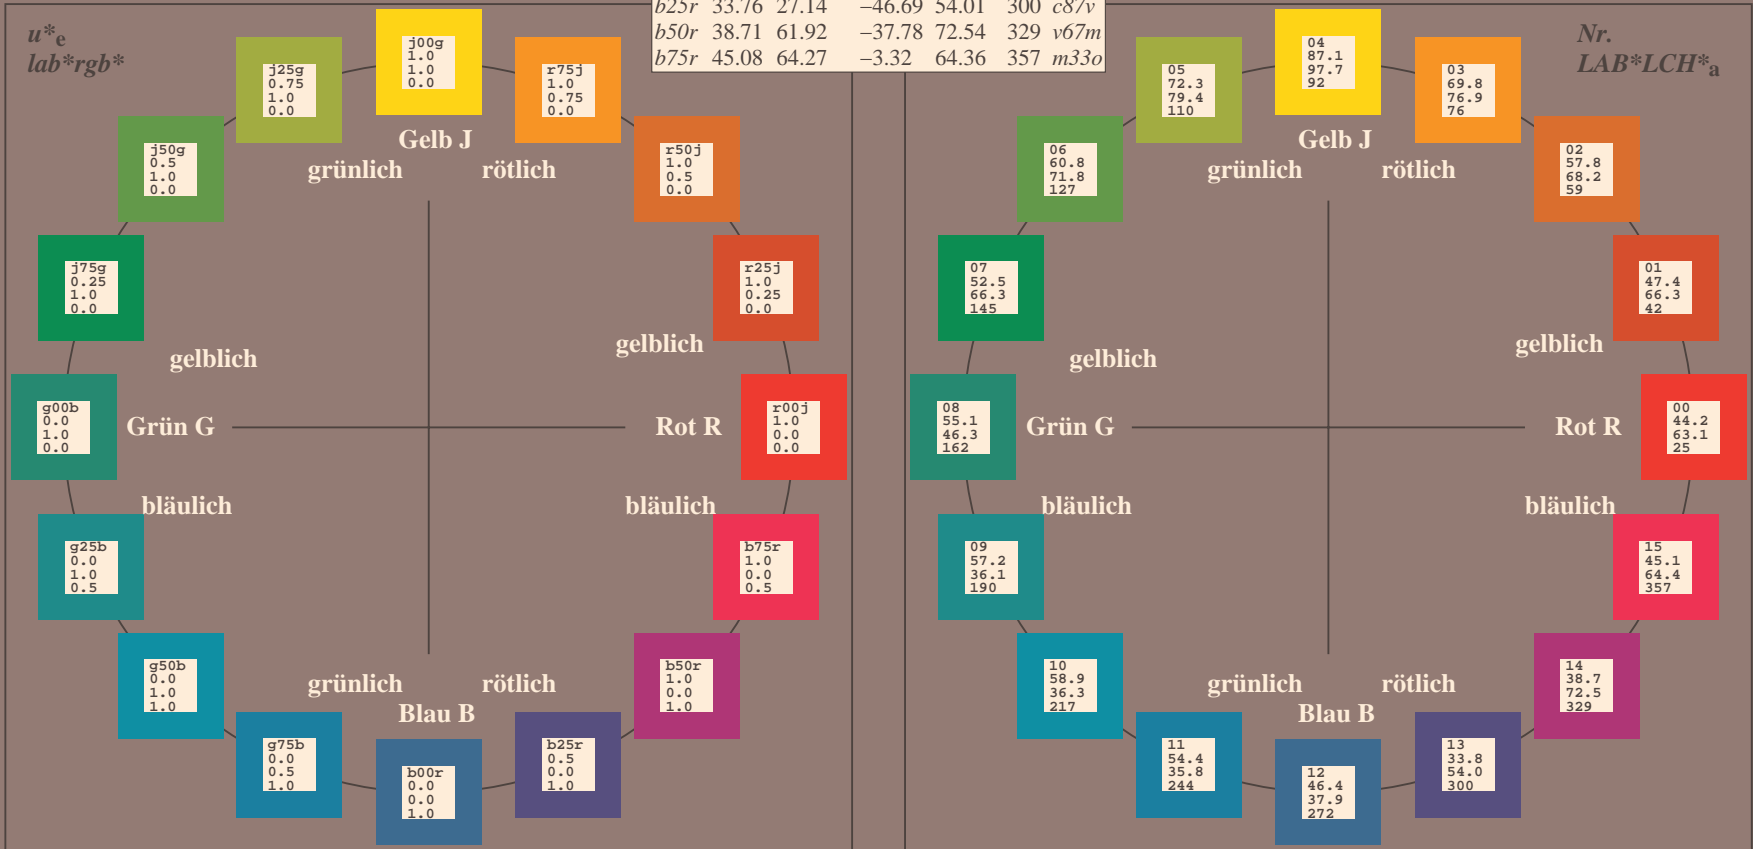 b25r 33.76 27.14 −46.69 54.01 300 c87v
b50r 38.71 61.92 −37.78 72.54 329 v67m
b75r 45.08 64.27 −3.32 64.36 357 m33o
u*e
lab*rgb*
j00g
1.0
1.0
0.0
j25g
0.75
1.0
0.0
r75j
1.0
0.75
0.0
j50g
0.5
1.0
0.0
r50j
1.0
0.5
0.0
Gelb J
grünlich rötlich
j75g
0.25
1.0
0.0
r25j
1.0
0.25
0.0
gelblich
gelblich
g00b
0.0
1.0
0.0
Grün G
Rot R
r00j
1.0
0.0
0.0
bläulich
bläulich
g25b
0.0
1.0
0.5
b75r
1.0
0.0
0.5
g50b
0.0
1.0
1.0
b50r
1.0
0.0
1.0
grünlich rötlich
Blau B
g75b
0.0
0.5
1.0
b00r
0.0
0.0
1.0
b25r
0.5
0.0
1.0
Nr.
LAB*LCH*a
04
87.1
97.7
92
05
72.3
79.4
110
03
69.8
76.9
76
06
60.8
71.8
127
02
57.8
68.2
59
Gelb J
grünlich rötlich
07
52.5
66.3
145
01
47.4
66.3
42
gelblich
gelblich
08
55.1
46.3
162
Grün G
Rot R
00
44.2
63.1
25
bläulich
bläulich
09
57.2
36.1
190
15
45.1
64.4
357
10
58.9
36.3
217
14
38.7
72.5
329
grünlich rötlich
Blau B
11
54.4
35.8
244
12
46.4
37.9
272
13
33.8
54.0
300